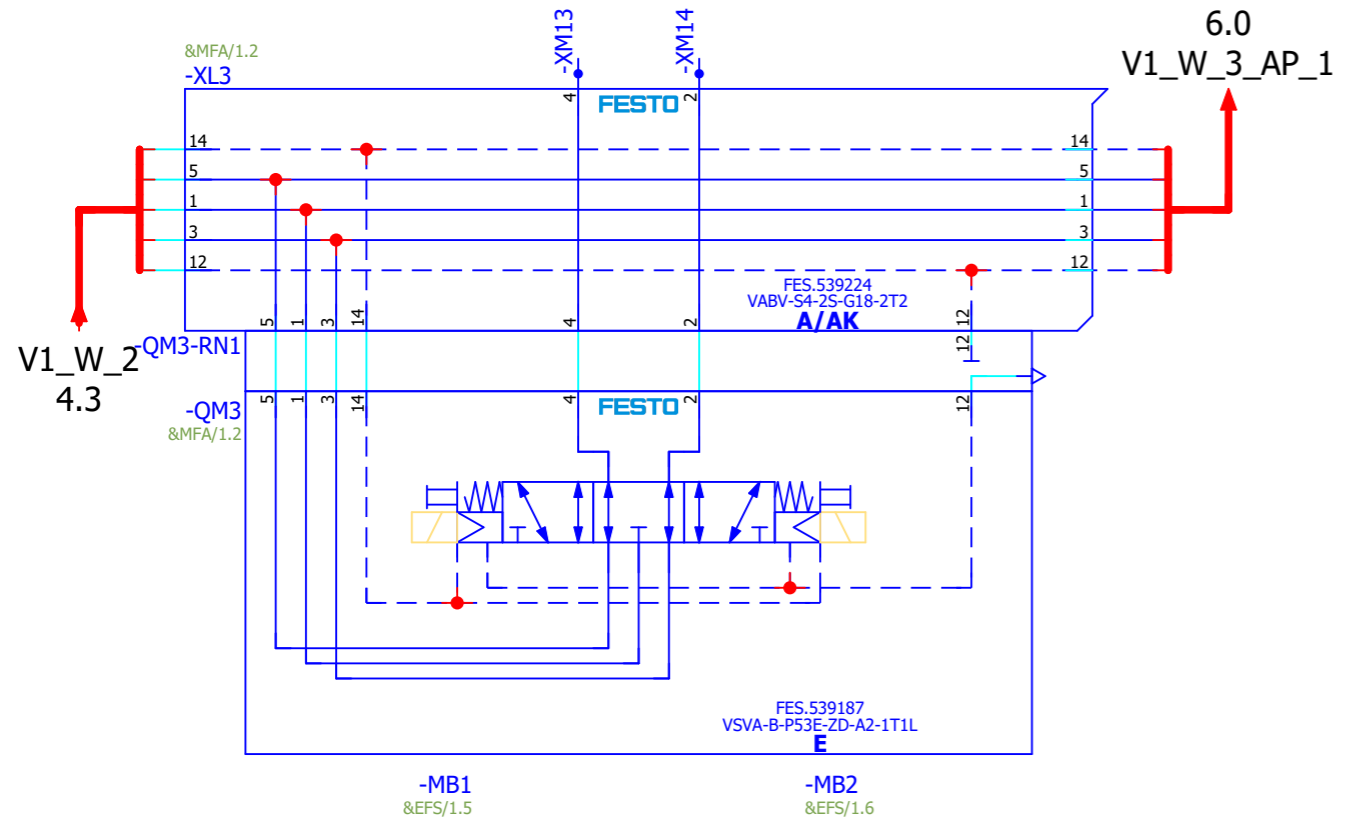 6.0
V1_W_3_AP_1
-XM13
-XM14
&MFA/1.2
-XL3
4
FESTO
2
14
14
5
5
1
1
3
3
12
12
FES.539224
VABV-S4-2S-G18-2T2
A/AK
5
1
3
14
4
2
12
V1_W_2
4.3
-QM3-RN1
12
-QM3
&MFA/1.2
5
1
3
14
4
FESTO
2
12
FES.539187
VSVA-B-P53E-ZD-A2-1T1L
E
-MB1
&EFS/1.5
-MB2
&EFS/1.6